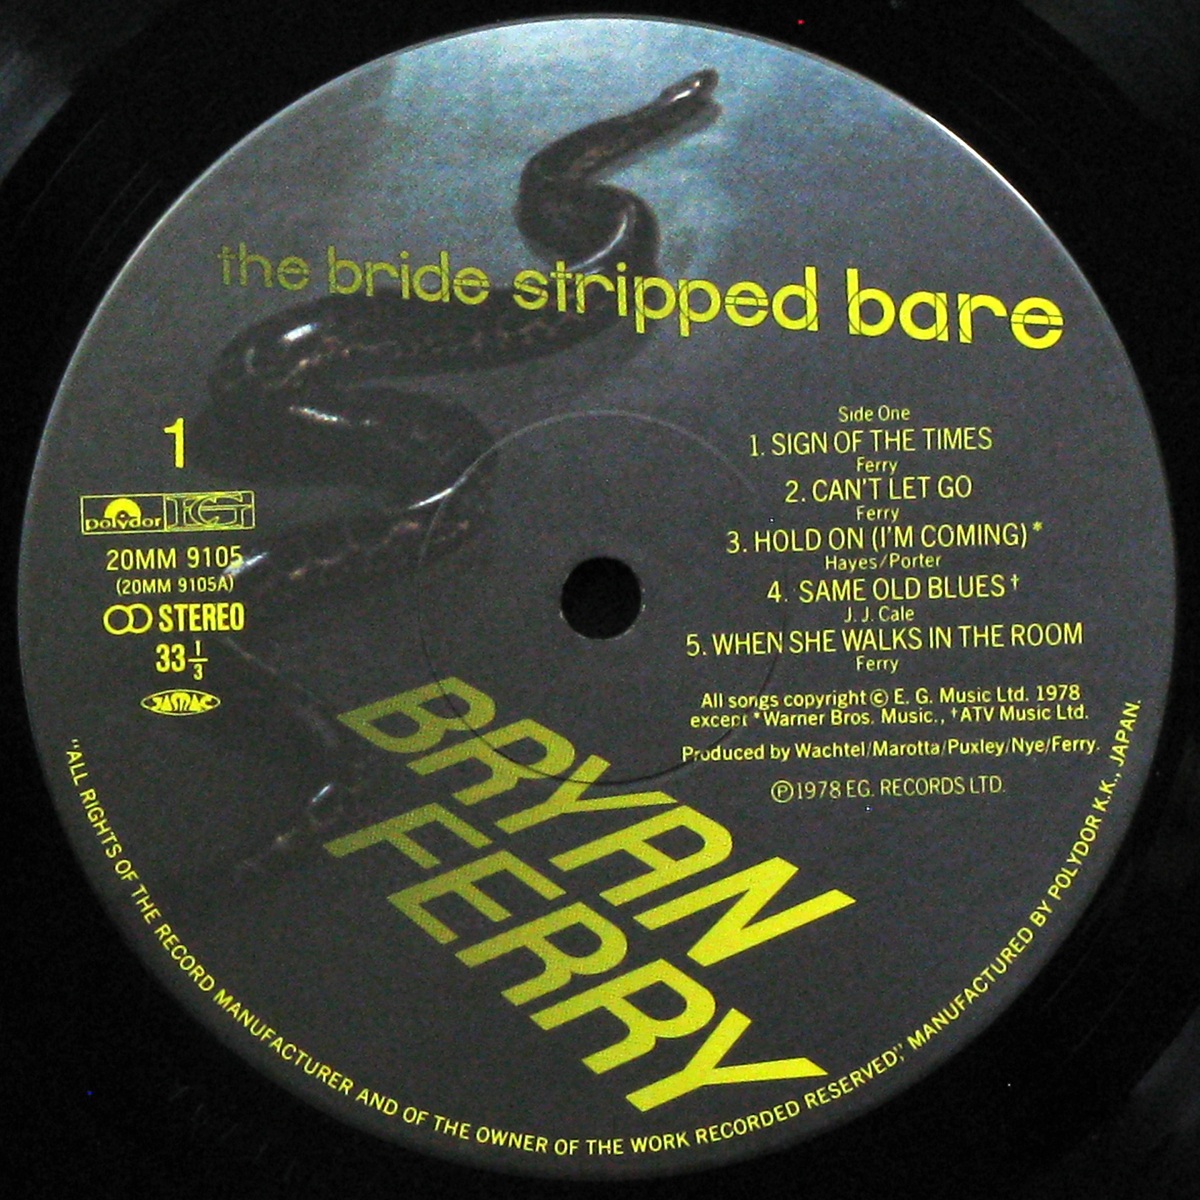 the bride stripped bare
1
polydor EG
20MM 9105
(20MM 9105A)
STEREO
33 1/3
JASRAC
Side One
1. SIGN OF THE TIMES
Ferry
2. CAN'T LET GO
Ferry
3. HOLD ON (I'M COMING)*
Hayes/Porter
4. SAME OLD BLUES†
J. J. Cale
5. WHEN SHE WALKS IN THE ROOM
Ferry
All songs copyright © E. G. Music Ltd. 1978
except *Warner Bros. Music., †ATV Music Ltd.
Produced by Wachtel/Marotta/Puxley/Nye/Ferry.
Ⓟ1978 EG. RECORDS LTD.
BRYAN
FERRY
"ALL RIGHTS OF THE RECORD MANUFACTURER AND OF THE OWNER OF THE WORK RECORDED RESERVED," MANUFACTURED BY POLYDOR K.K., JAPAN.